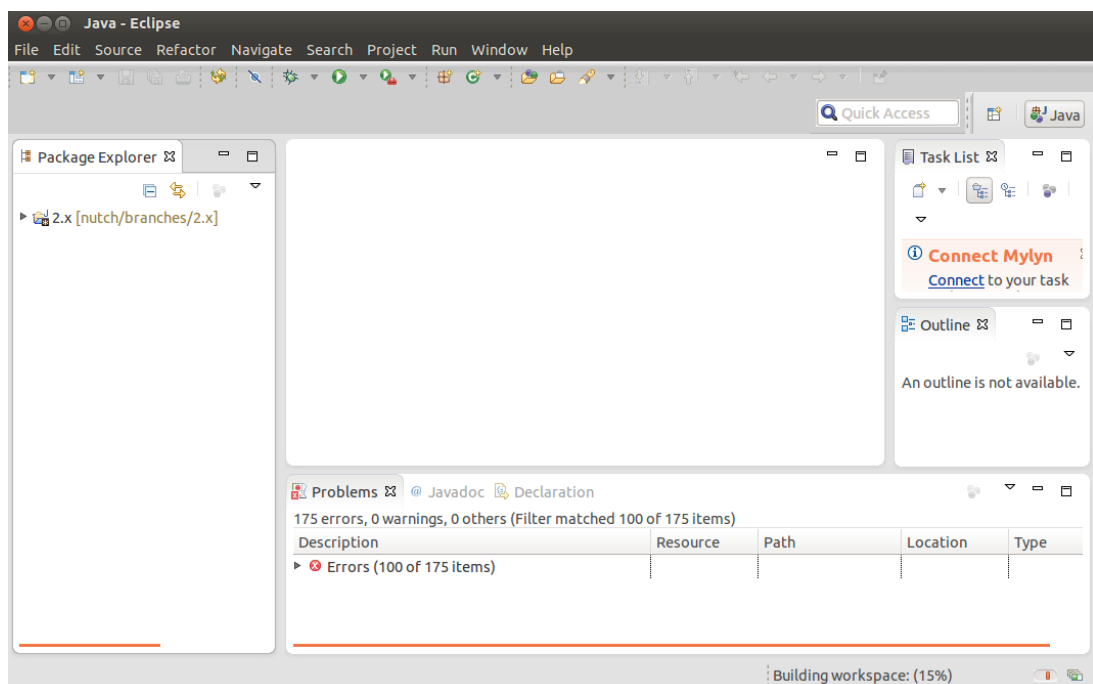 Java - Eclipse
File Edit Source Refactor Navigate Search Project Run Window Help
Quick Access
Java
Package Explorer
2.x [nutch/branches/2.x]
Task List
Connect Mylyn
Connect to your task
Outline
An outline is not available.
Problems @ Javadoc Declaration
175 errors, 0 warnings, 0 others (Filter matched 100 of 175 items)
Description Resource Path Location Type
Errors (100 of 175 items)
Building workspace: (15%)